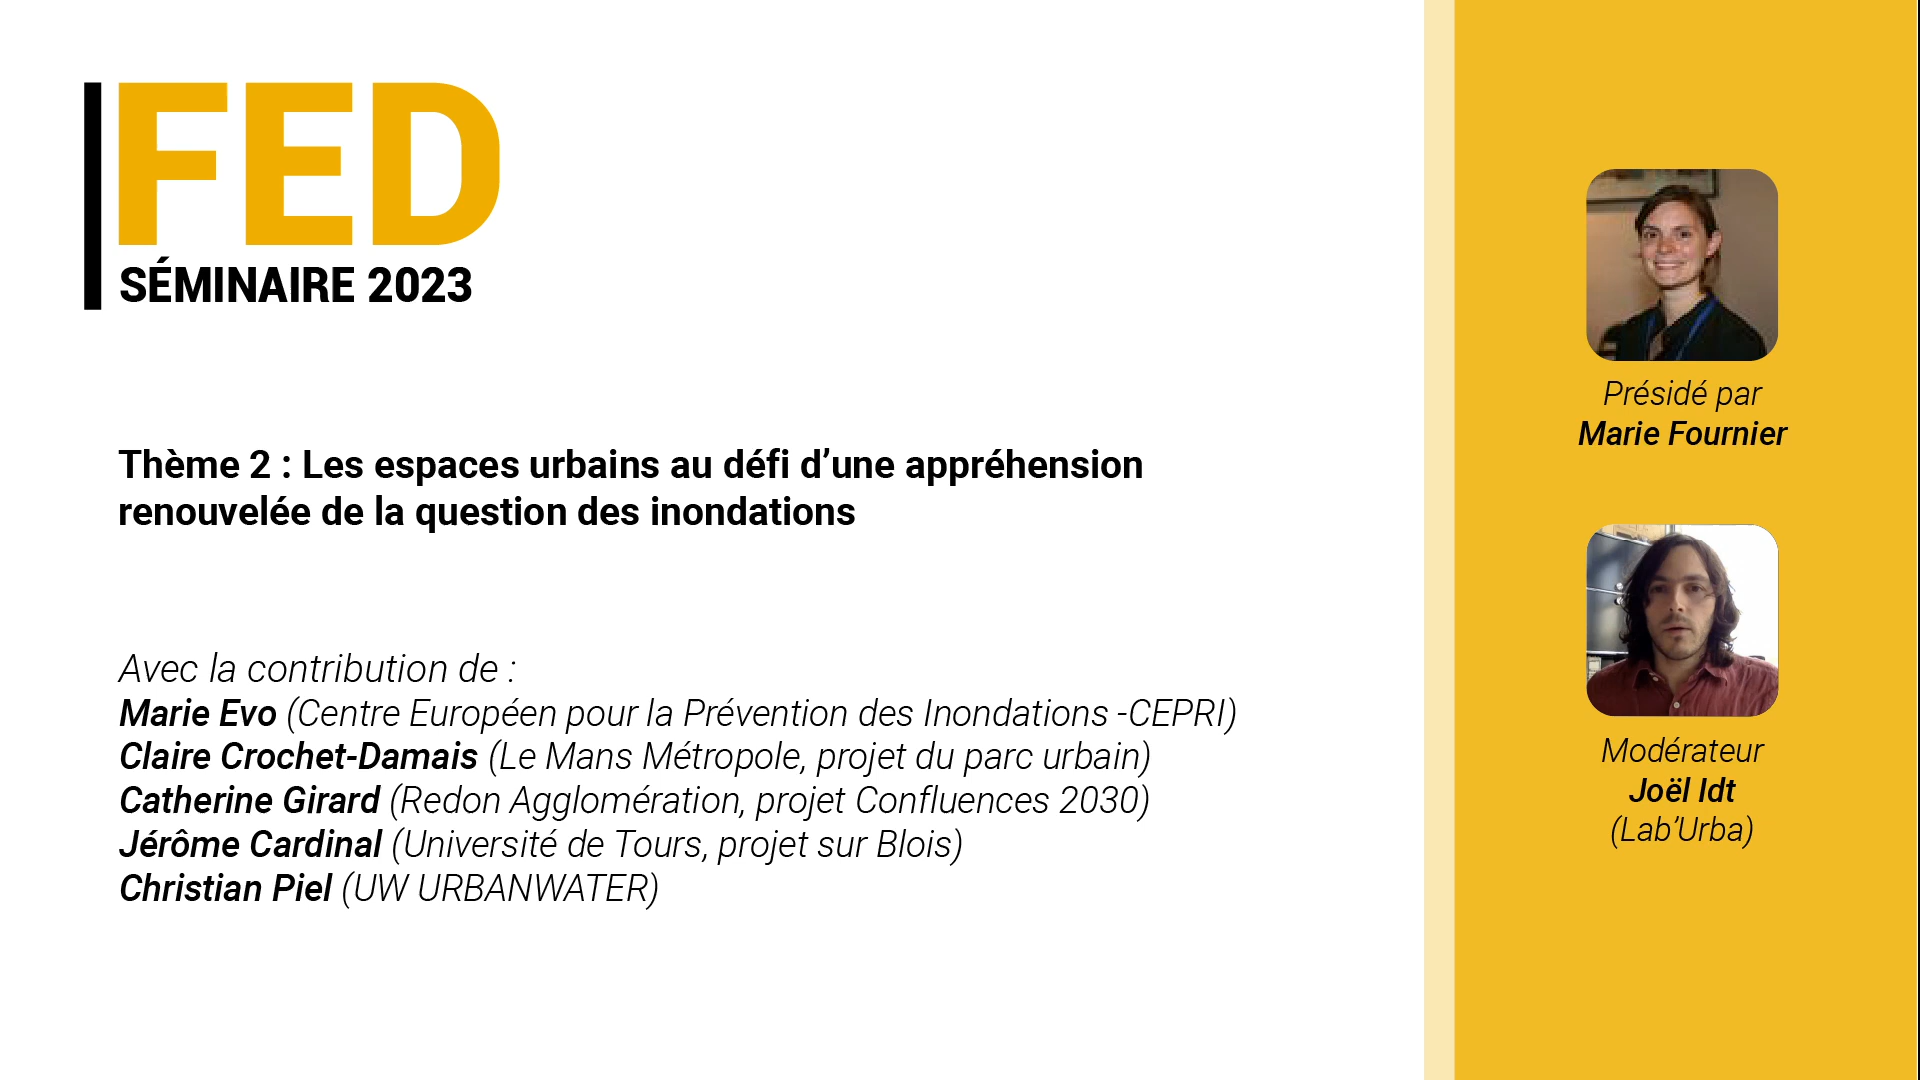 FED
SÉMINAIRE 2023
Thème 2 : Les espaces urbains au défi d’une appréhension
renouvelée de la question des inondations
Avec la contribution de :
Marie Evo (Centre Européen pour la Prévention des Inondations -CEPRI)
Claire Crochet-Damais (Le Mans Métropole, projet du parc urbain)
Catherine Girard (Redon Agglomération, projet Confluences 2030)
Jérôme Cardinal (Université de Tours, projet sur Blois)
Christian Piel (UW URBANWATER)
Présidé par
Marie Fournier
Modérateur
Joël Idt
(Lab’Urba)